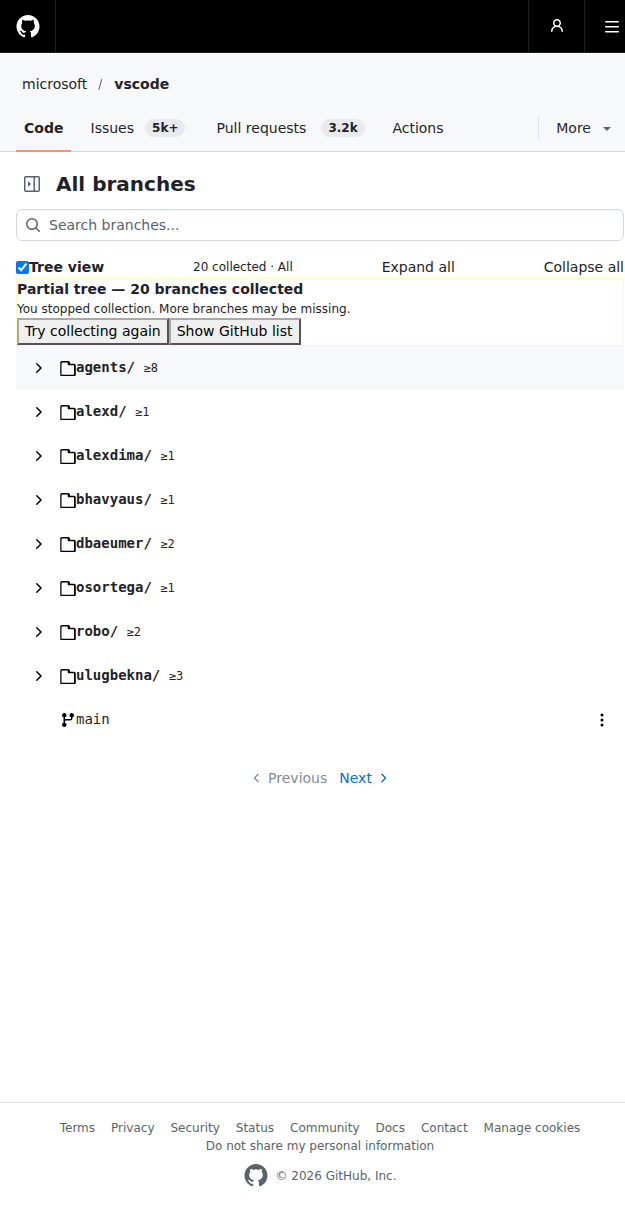 microsoft / vscode
Code Issues 5k+ Pull requests 3.2k Actions More
All branches
Search branches...
Tree view 20 collected · All Expand all Collapse all
Partial tree — 20 branches collected
You stopped collection. More branches may be missing.
Try collecting again Show GitHub list
agents/ ≥8
alexd/ ≥1
alexdima/ ≥1
bhavyaus/ ≥1
dbaeumer/ ≥2
osortega/ ≥1
robo/ ≥2
ulugbekna/ ≥3
main
Previous Next
Terms Privacy Security Status Community Docs Contact Manage cookies
Do not share my personal information
© 2026 GitHub, Inc.